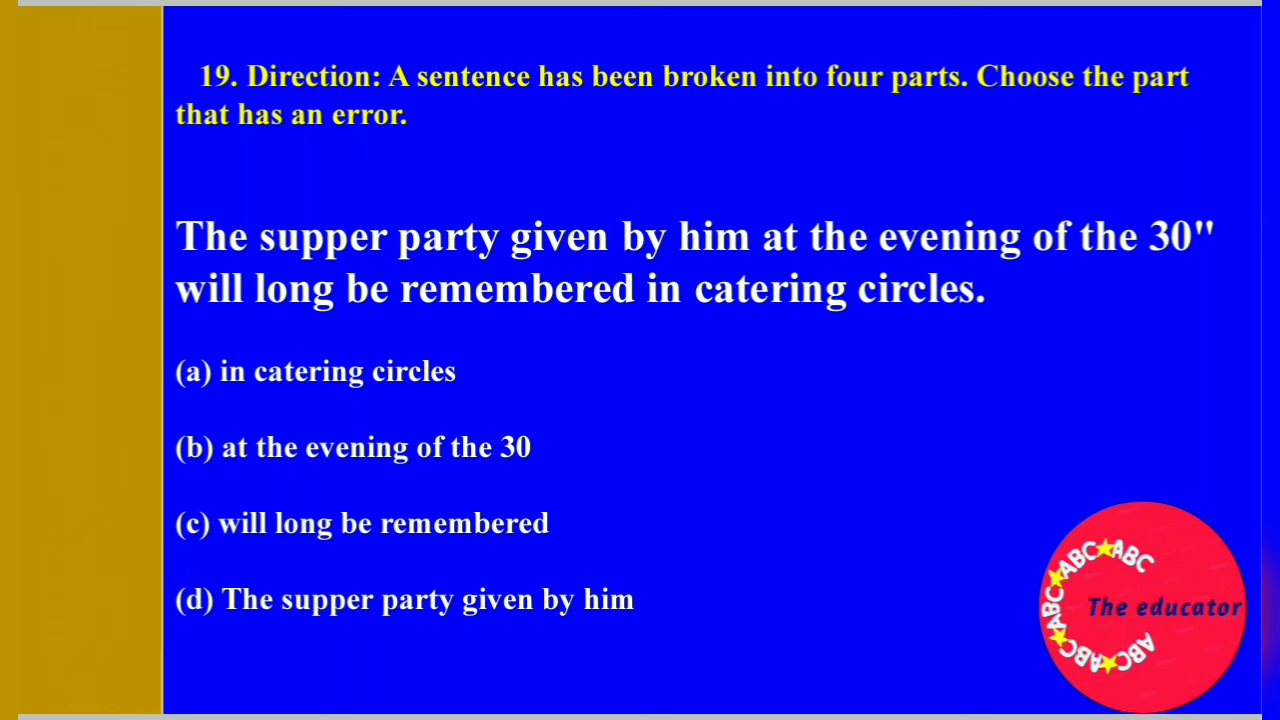 19. Direction: A sentence has been broken into four parts. Choose the part
that has an error.
The supper party given by him at the evening of the 30"
will long be remembered in catering circles.
(a) in catering circles
(b) at the evening of the 30
(c) will long be remembered
(d) The supper party given by him
ABC★ABC★ABC★ABC★ABC
The educator